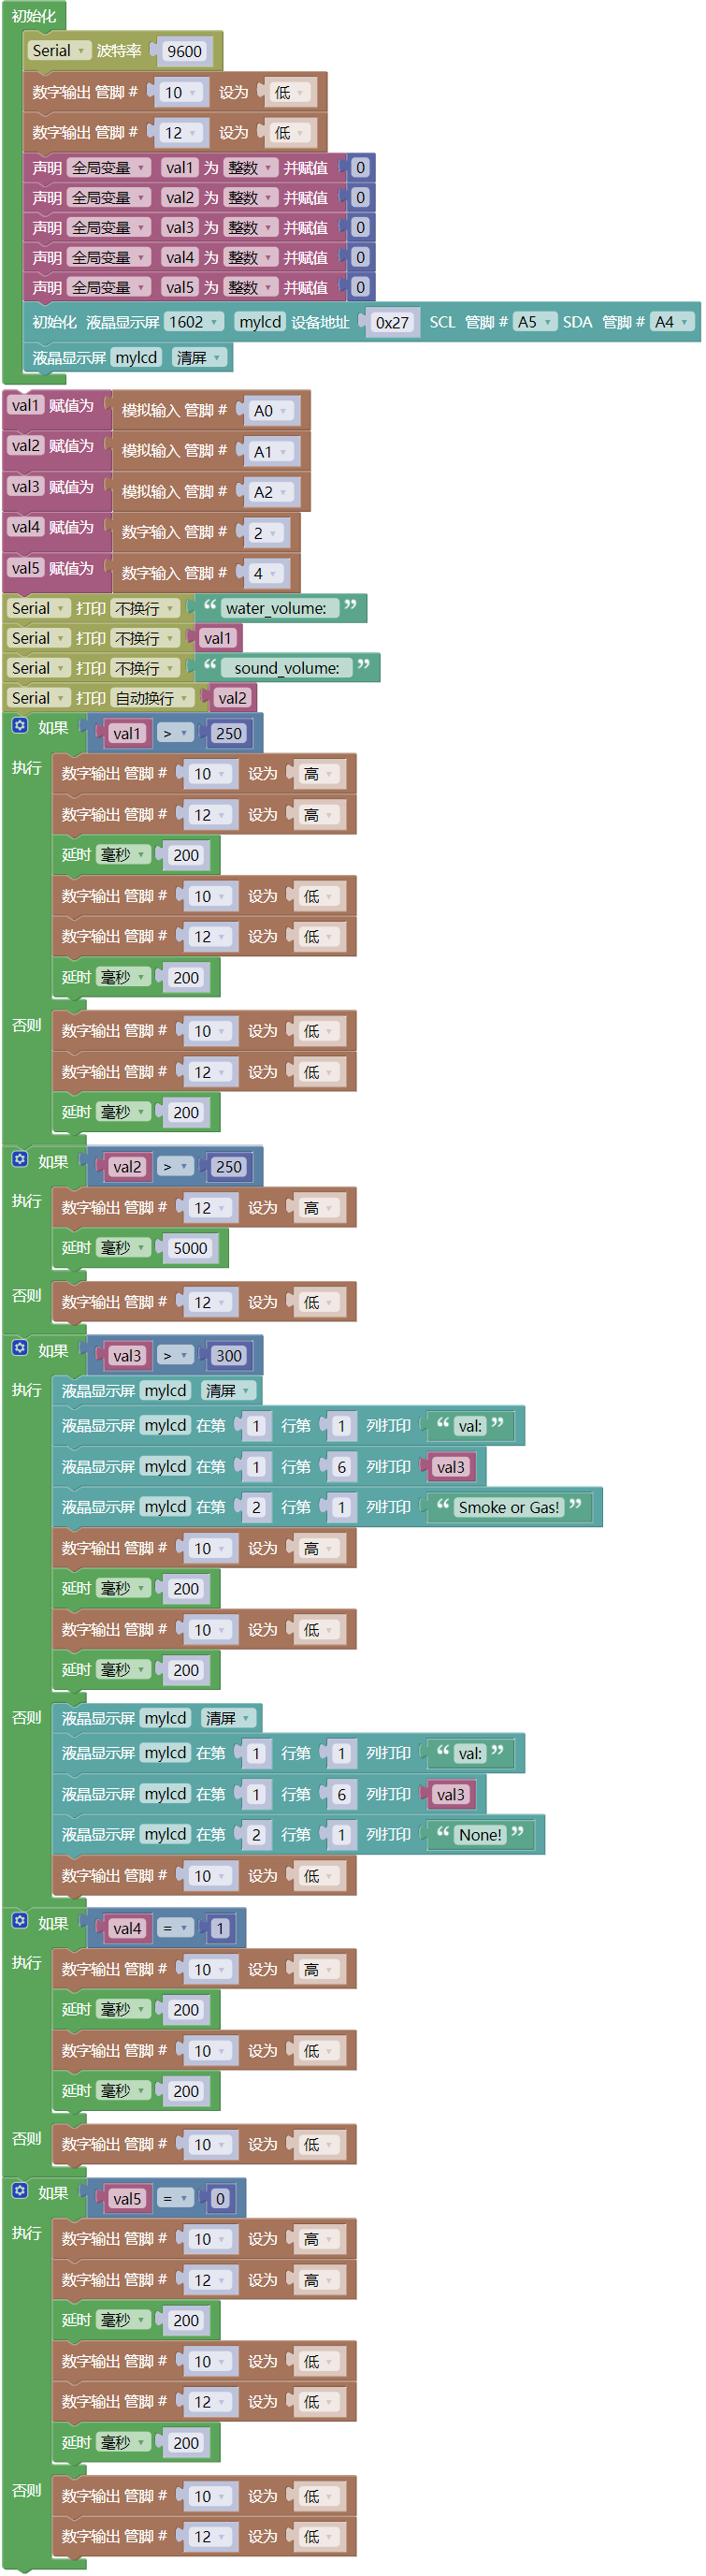 初始化
Serial 波特率 9600
数字输出 管脚 # 10 设为 低
数字输出 管脚 # 12 设为 低
声明 全局变量 val1 为 整数 并赋值 0
声明 全局变量 val2 为 整数 并赋值 0
声明 全局变量 val3 为 整数 并赋值 0
声明 全局变量 val4 为 整数 并赋值 0
声明 全局变量 val5 为 整数 并赋值 0
初始化 液晶显示屏 1602 mylcd 设备地址 0x27 SCL 管脚 # A5 SDA 管脚 # A4
液晶显示屏 mylcd 清屏
val1 赋值为 模拟输入 管脚 # A0
val2 赋值为 模拟输入 管脚 # A1
val3 赋值为 模拟输入 管脚 # A2
val4 赋值为 数字输入 管脚 # 2
val5 赋值为 数字输入 管脚 # 4
Serial 打印 不换行 “ water_volume: ”
Serial 打印 不换行 val1
Serial 打印 不换行 “ sound_volume: ”
Serial 打印 自动换行 val2
如果 val1 > 250
执行 数字输出 管脚 # 10 设为 高
数字输出 管脚 # 12 设为 高
延时 毫秒 200
数字输出 管脚 # 10 设为 低
数字输出 管脚 # 12 设为 低
延时 毫秒 200
否则 数字输出 管脚 # 10 设为 低
数字输出 管脚 # 12 设为 低
延时 毫秒 200
如果 val2 > 250
执行 数字输出 管脚 # 12 设为 高
延时 毫秒 5000
否则 数字输出 管脚 # 12 设为 低
如果 val3 > 300
执行 液晶显示屏 mylcd 清屏
液晶显示屏 mylcd 在第 1 行第 1 列打印 “ val: ”
液晶显示屏 mylcd 在第 1 行第 6 列打印 val3
液晶显示屏 mylcd 在第 2 行第 1 列打印 “ Smoke or Gas! ”
数字输出 管脚 # 10 设为 高
延时 毫秒 200
数字输出 管脚 # 10 设为 低
延时 毫秒 200
否则 液晶显示屏 mylcd 清屏
液晶显示屏 mylcd 在第 1 行第 1 列打印 “ val: ”
液晶显示屏 mylcd 在第 1 行第 6 列打印 val3
液晶显示屏 mylcd 在第 2 行第 1 列打印 “ None! ”
数字输出 管脚 # 10 设为 低
如果 val4 = 1
执行 数字输出 管脚 # 10 设为 高
延时 毫秒 200
数字输出 管脚 # 10 设为 低
延时 毫秒 200
否则 数字输出 管脚 # 10 设为 低
如果 val5 = 0
执行 数字输出 管脚 # 10 设为 高
数字输出 管脚 # 12 设为 高
延时 毫秒 200
数字输出 管脚 # 10 设为 低
数字输出 管脚 # 12 设为 低
延时 毫秒 200
否则 数字输出 管脚 # 10 设为 低
数字输出 管脚 # 12 设为 低